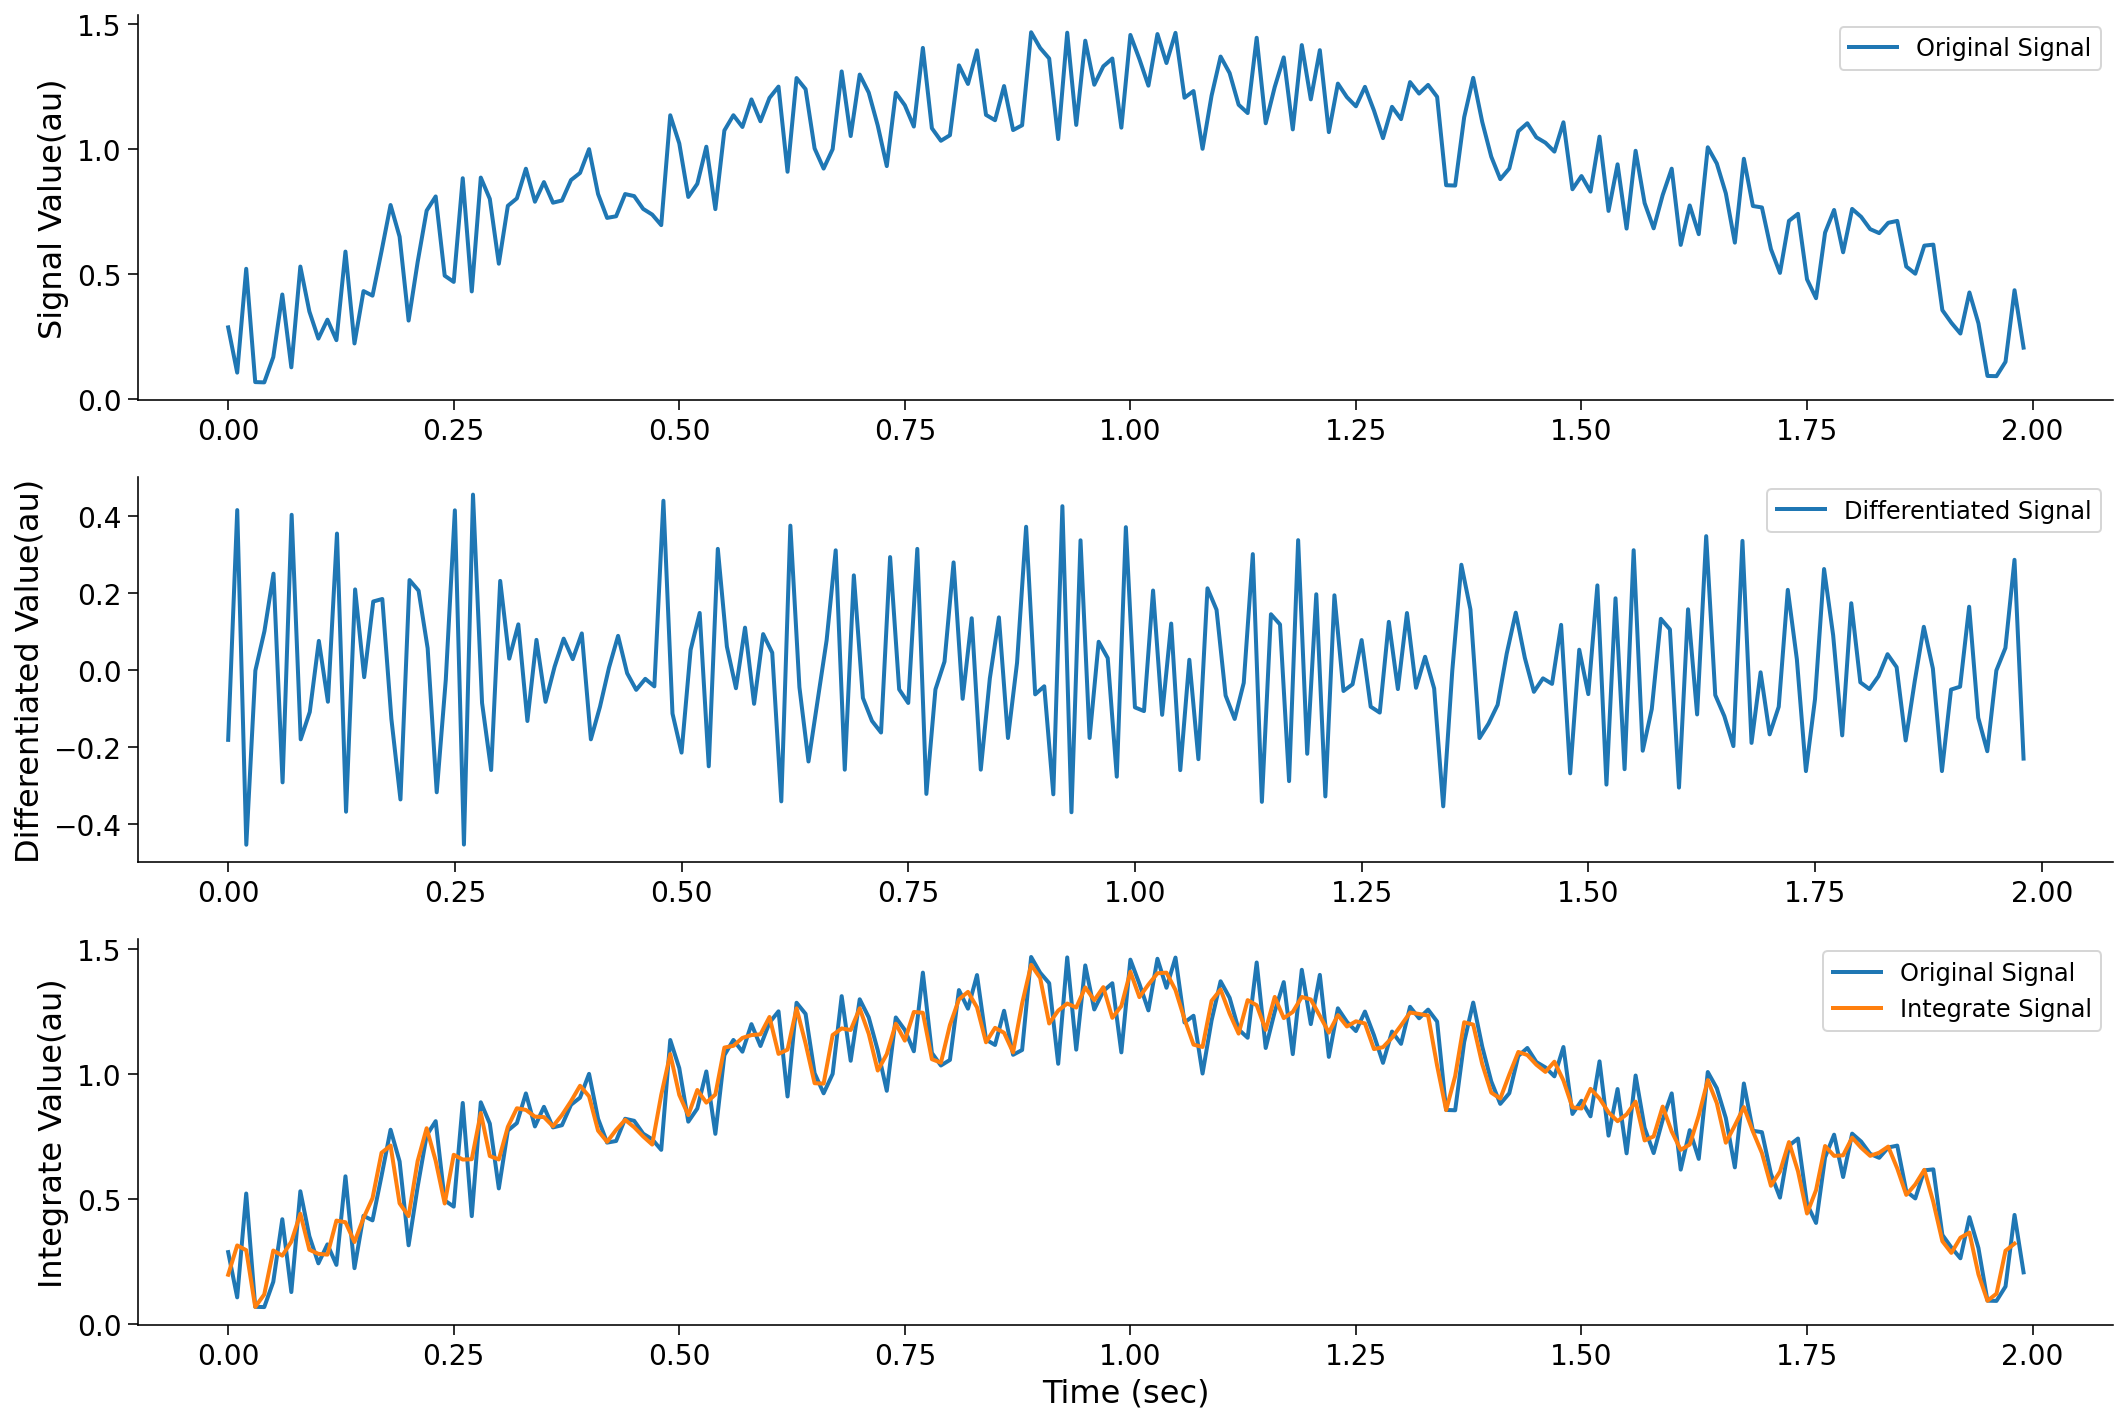 Signal Value(au)
1.5
1.0
0.5
0.0
Original Signal
0.00 0.25 0.50 0.75 1.00 1.25 1.50 1.75 2.00
Differentiated Value(au)
0.4
0.2
0.0
−0.2
−0.4
Differentiated Signal
0.00 0.25 0.50 0.75 1.00 1.25 1.50 1.75 2.00
Integrate Value(au)
1.5
1.0
0.5
0.0
Original Signal
Integrate Signal
0.00 0.25 0.50 0.75 1.00 1.25 1.50 1.75 2.00
Time (sec)